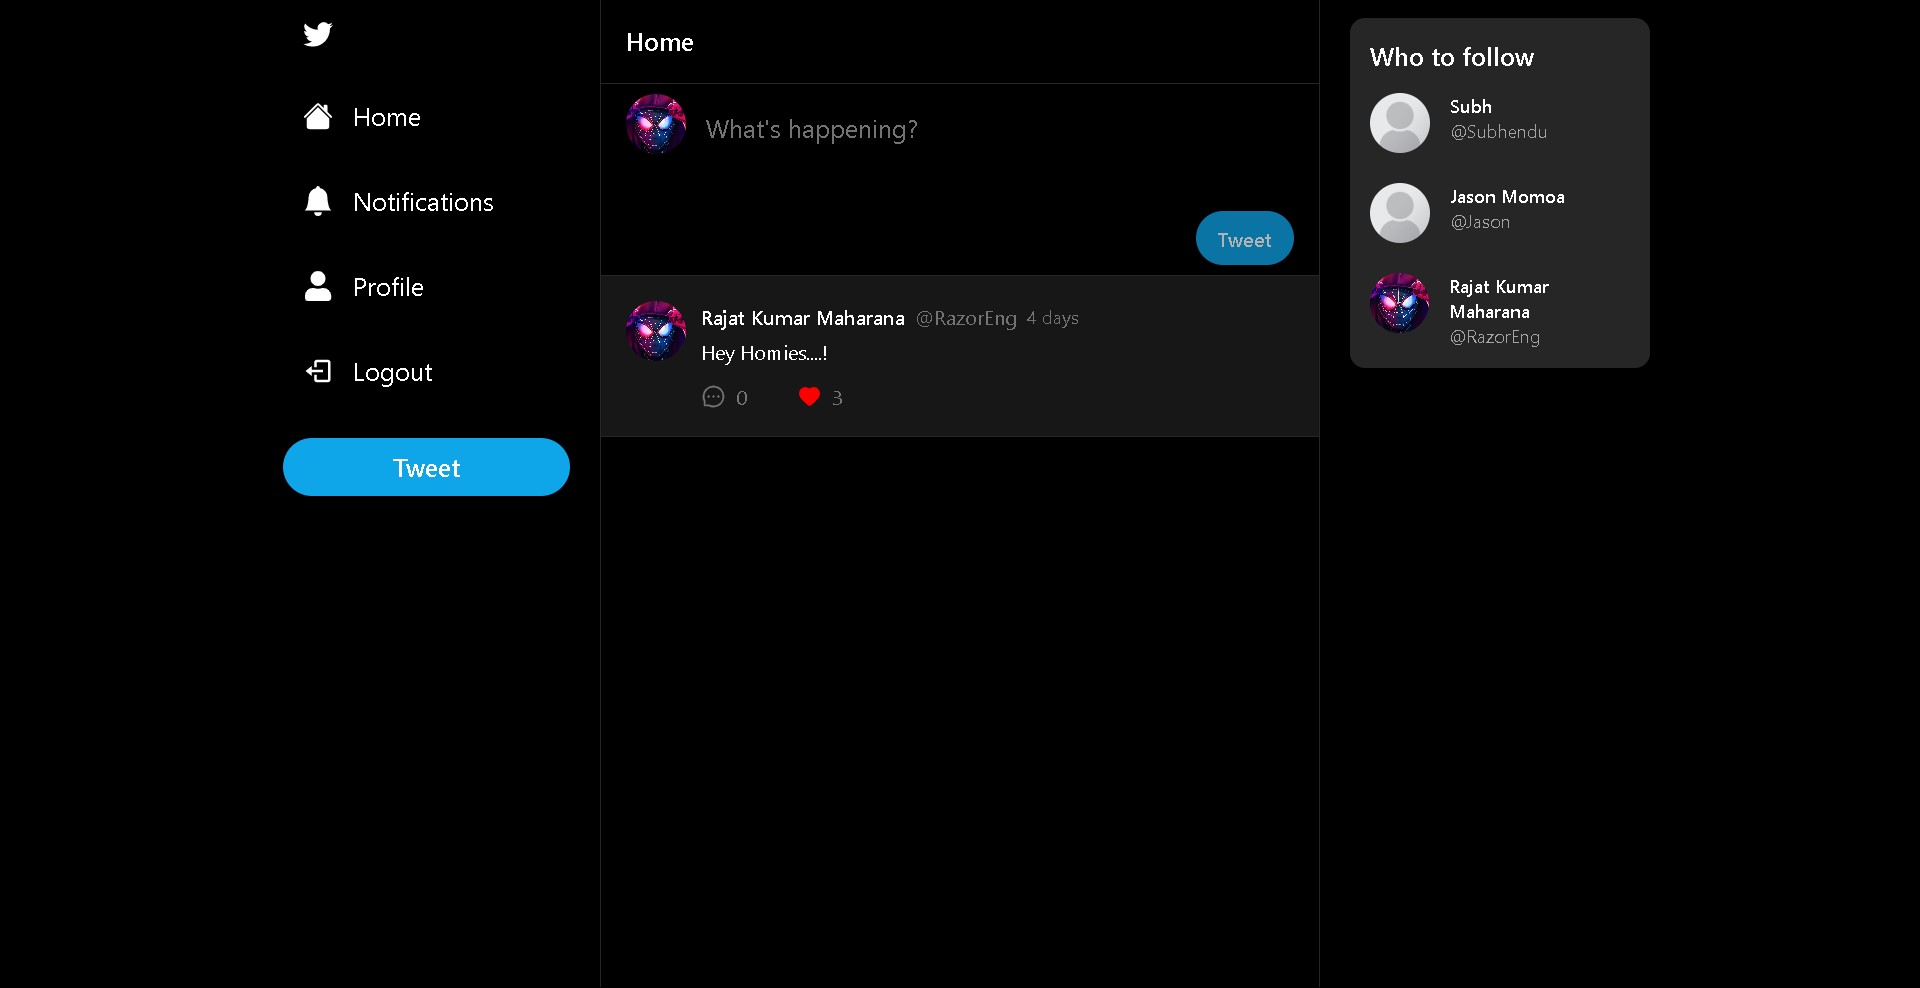 Home
Notifications
Profile
Logout
Tweet
Home
What's happening?
Tweet
Rajat Kumar Maharana @RazorEng 4 days
Hey Homies....!
0 3
Who to follow
Subh
@Subhendu
Jason Momoa
@Jason
Rajat Kumar
Maharana
@RazorEng